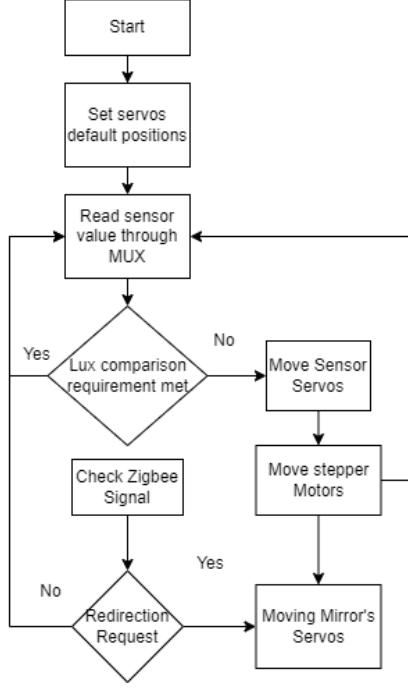 Start
Set servos
default positions
Read sensor
value through
MUX
Yes
Lux comparison
requirement met
No
Move Sensor
Servos
Check Zigbee
Signal
Move stepper
Motors
No
Redirection
Request
Yes
Moving Mirror's
Servos